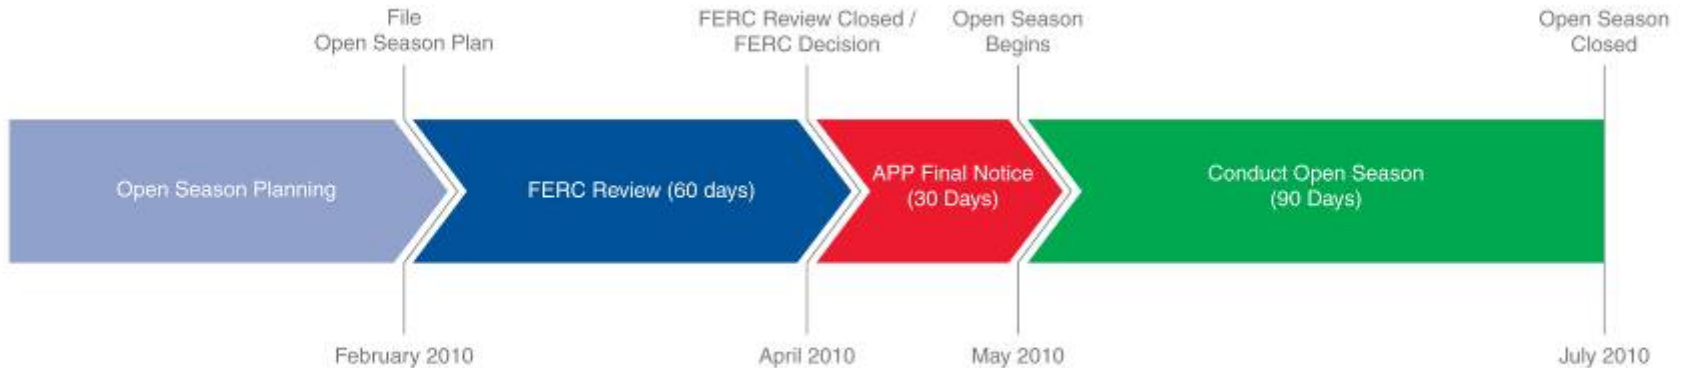 File
Open Season Plan
FERC Review Closed /
FERC Decision
Open Season
Begins
Open Season
Closed
Open Season Planning
FERC Review (60 days)
APP Final Notice
(30 Days)
Conduct Open Season
(90 Days)
February 2010
April 2010
May 2010
July 2010